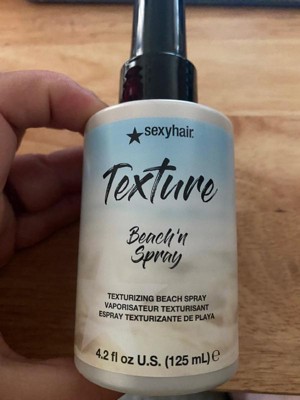 sexyhair.
Texture
Beach'n
Spray
TEXTURIZING BEACH SPRAY
VAPORISATEUR TEXTURISANT
ESPRAY TEXTURIZANTE DE PLAYA
4.2 fl oz U.S. (125 mL) ℮